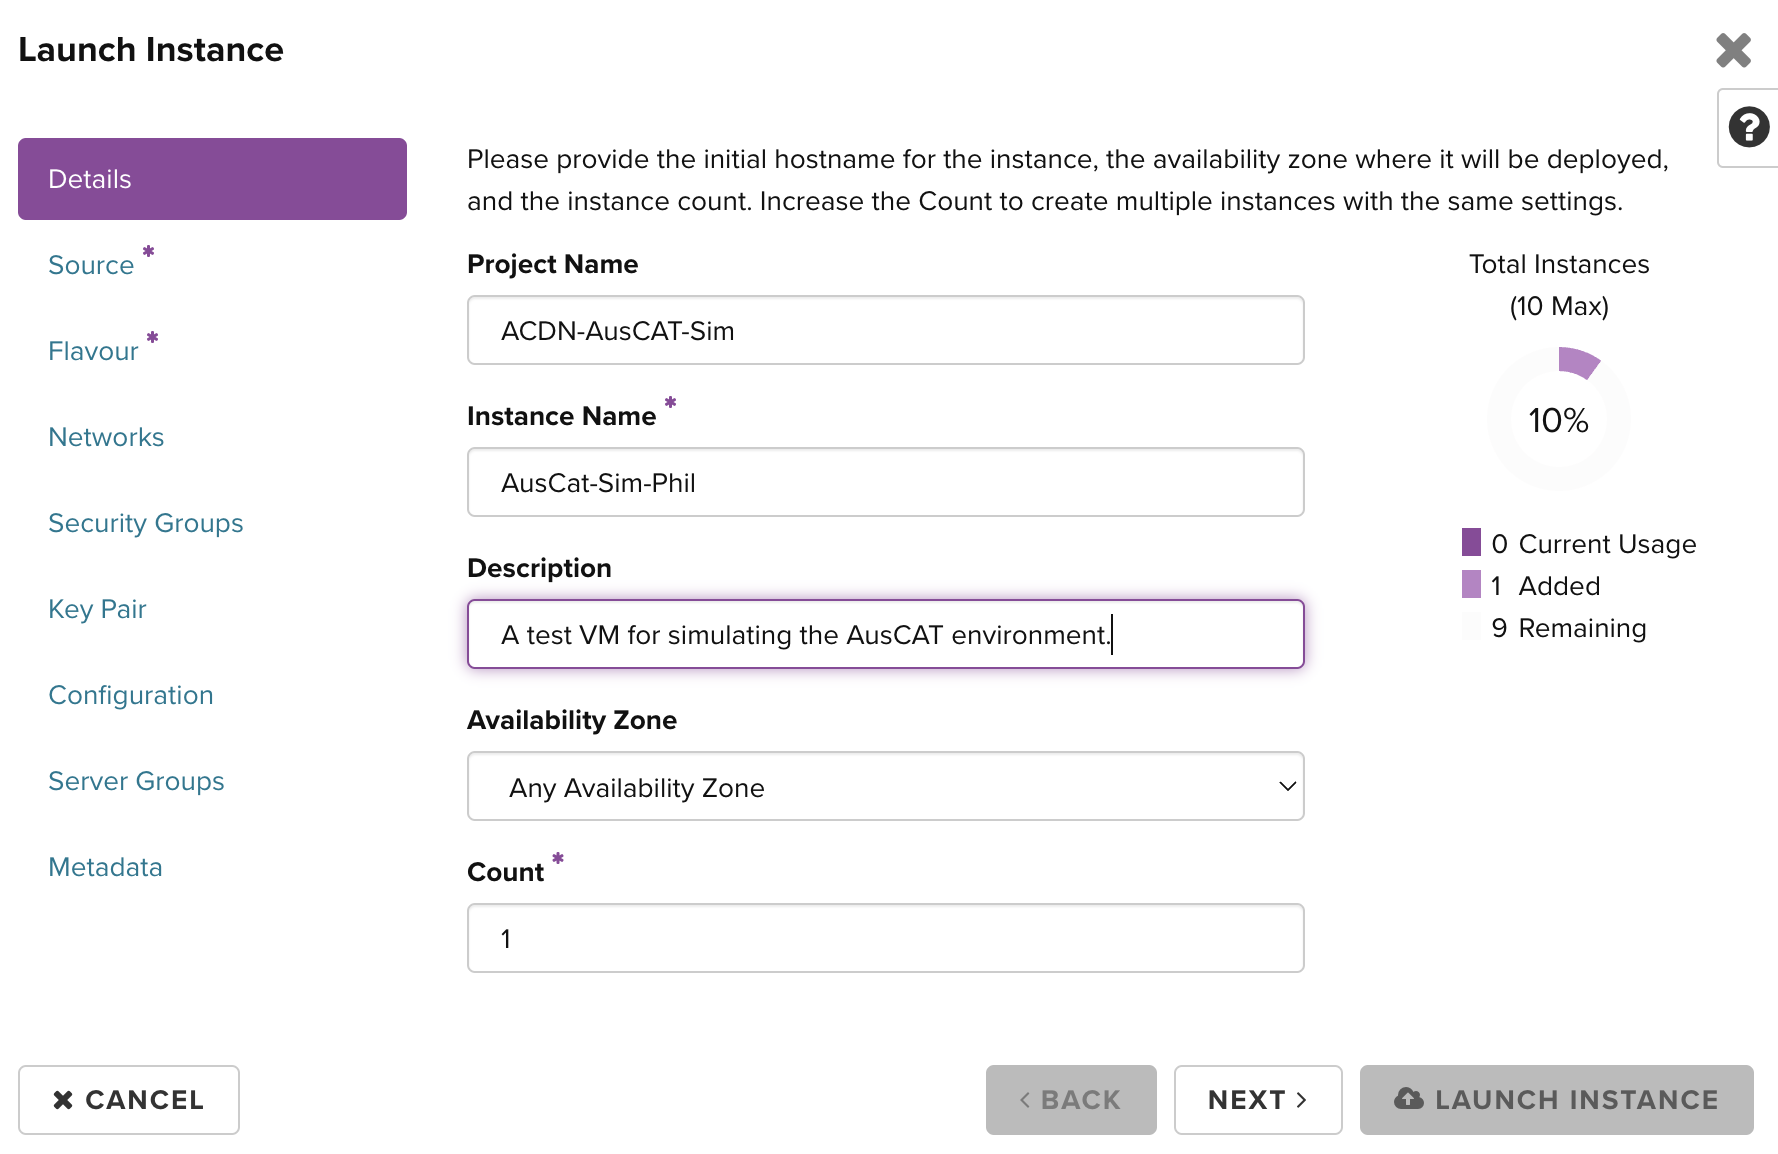 Launch Instance
Details
Source *
Flavour *
Networks
Security Groups
Key Pair
Configuration
Server Groups
Metadata
Please provide the initial hostname for the instance, the availability zone where it will be deployed,
and the instance count. Increase the Count to create multiple instances with the same settings.
Project Name
ACDN-AusCAT-Sim
Instance Name *
AusCat-Sim-Phil
Description
A test VM for simulating the AusCAT environment.
Availability Zone
Any Availability Zone
Count *
1
Total Instances
(10 Max)
10%
0 Current Usage
1 Added
9 Remaining
CANCEL
< BACK
NEXT >
LAUNCH INSTANCE